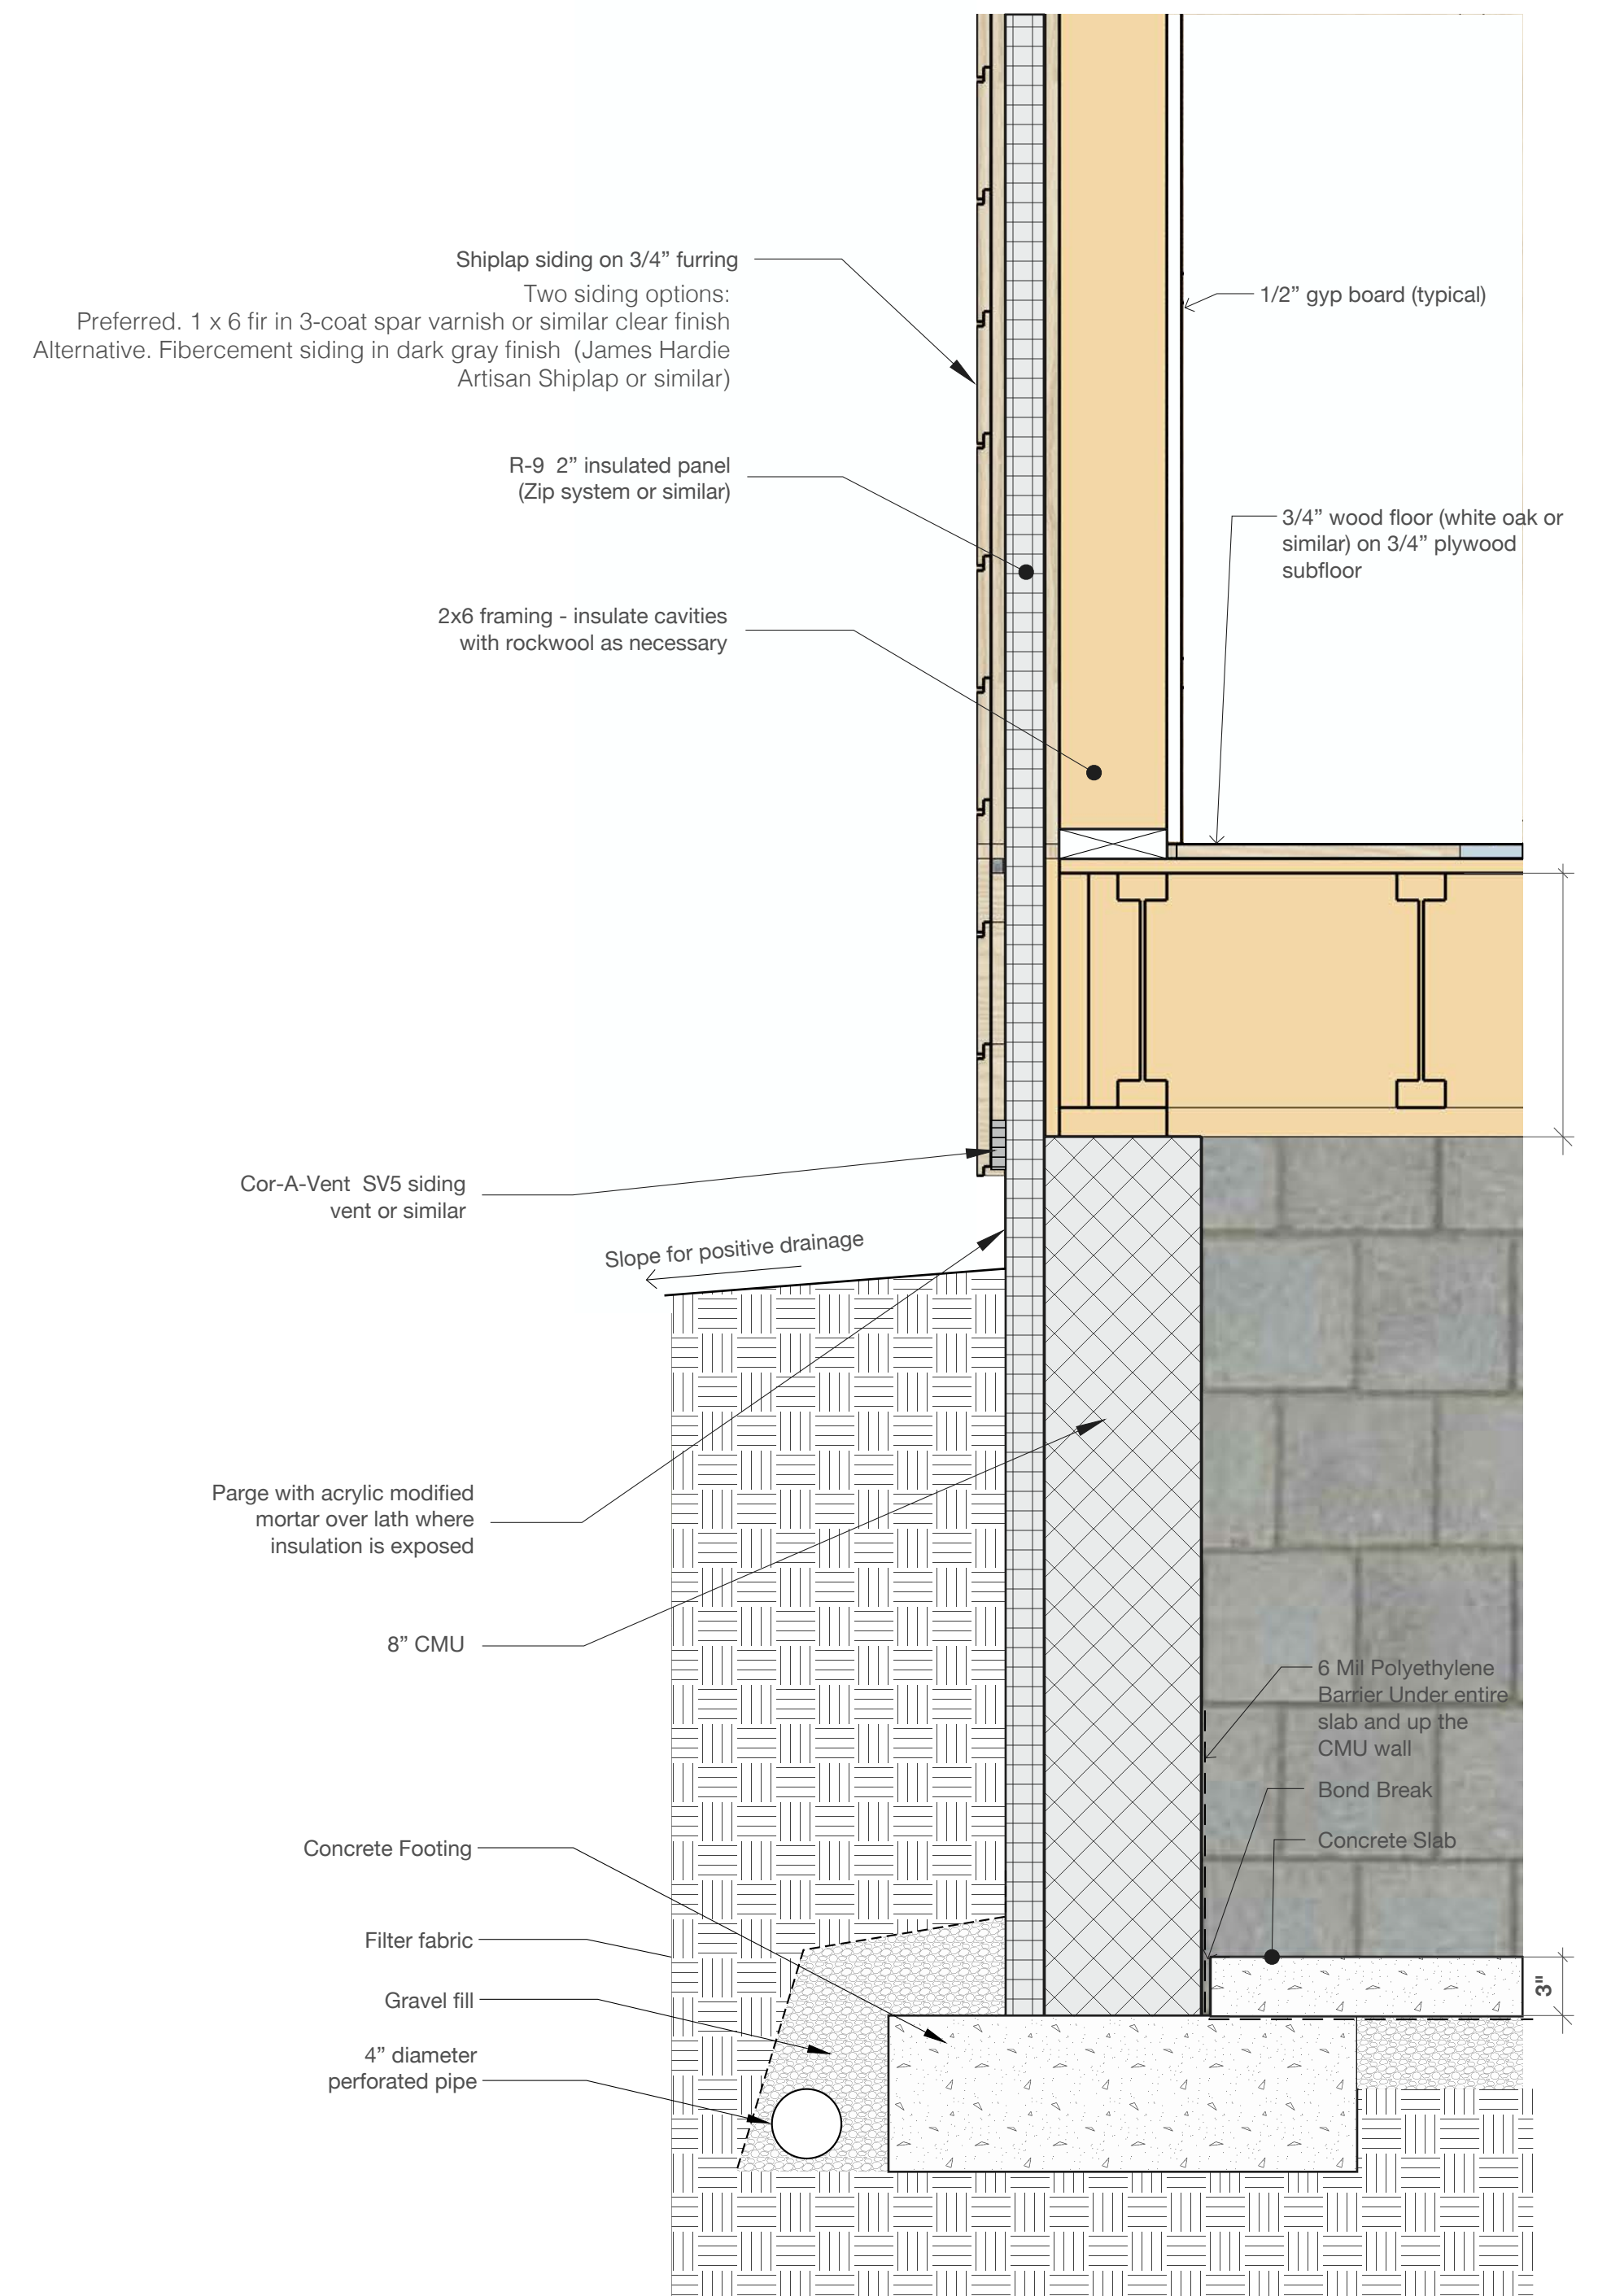 Shiplap siding on 3/4” furring
Two siding options:
Preferred. 1 x 6 fir in 3-coat spar varnish or similar clear finish
Alternative. Fibercement siding in dark gray finish  (James Hardie
Artisan Shiplap or similar)
1/2” gyp board (typical)
R-9  2” insulated panel
(Zip system or similar)
3/4” wood floor (white oak or
similar) on 3/4” plywood
subfloor
2x6 framing - insulate cavities
with rockwool as necessary
Cor-A-Vent  SV5 siding
vent or similar
Slope for positive drainage
Parge with acrylic modified
mortar over lath where
insulation is exposed
8” CMU
6 Mil Polyethylene
Barrier Under entire
slab and up the
CMU wall
Bond Break
Concrete Slab
Concrete Footing
Filter fabric
Gravel fill
4” diameter
perforated pipe
3"